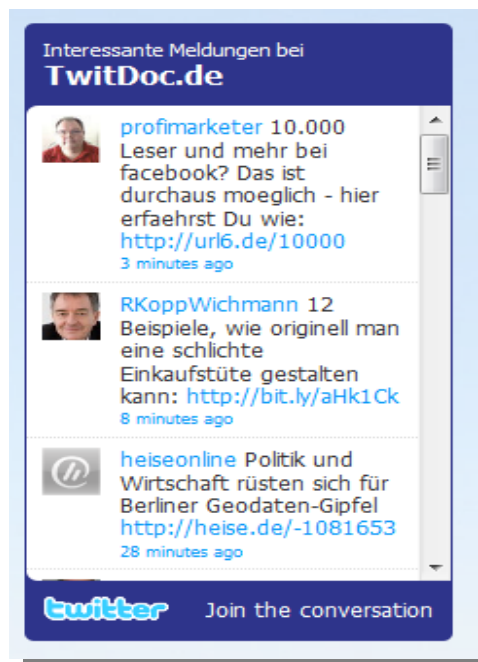 Interessante Meldungen bei
TwitDoc.de
profimarketer 10.000
Leser und mehr bei
facebook? Das ist
durchaus moeglich - hier
erfaehrst Du wie:
http://url6.de/10000
3 minutes ago
RKoppWichmann 12
Beispiele, wie originell man
eine schlichte
Einkaufstüte gestalten
kann: http://bit.ly/aHk1Ck
8 minutes ago
heiseonline Politik und
Wirtschaft rüsten sich für
Berliner Geodaten-Gipfel
http://heise.de/-1081653
28 minutes ago
twitter Join the conversation